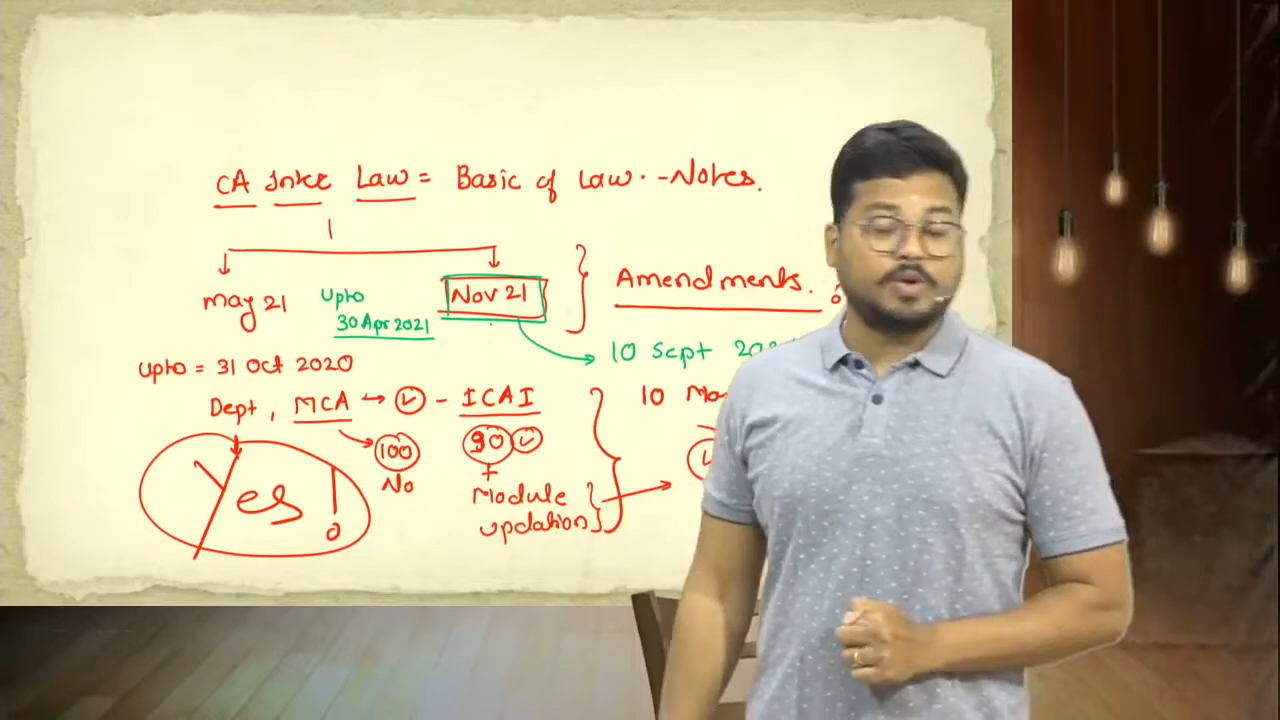 CA Inter Law = Basic of Law. - Notes.
May 21
upto
30 Apr 2021
Nov 21
Amendments.
10 Sept
upto = 31 Oct 2020
Dept, MCA → ✓ - ICAI
10
100
No
90 ✓
+
Module
updation
Yes!